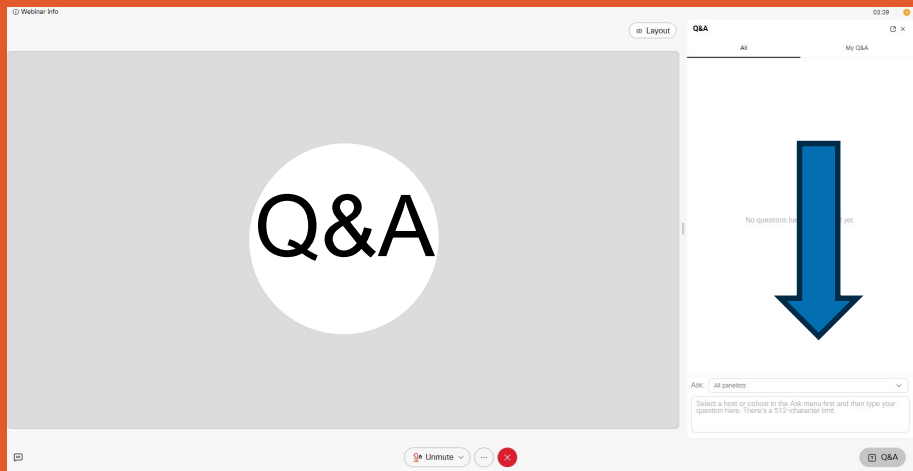 Webinar info
03:39
Layout
Q&A
Q&A
All
My Q&A
No questions ha
yet.
Ask:
All panelists
Select a host or cohost in the Ask menu first and then type your
question here. There's a 512-character limit.
Unmute
Q&A